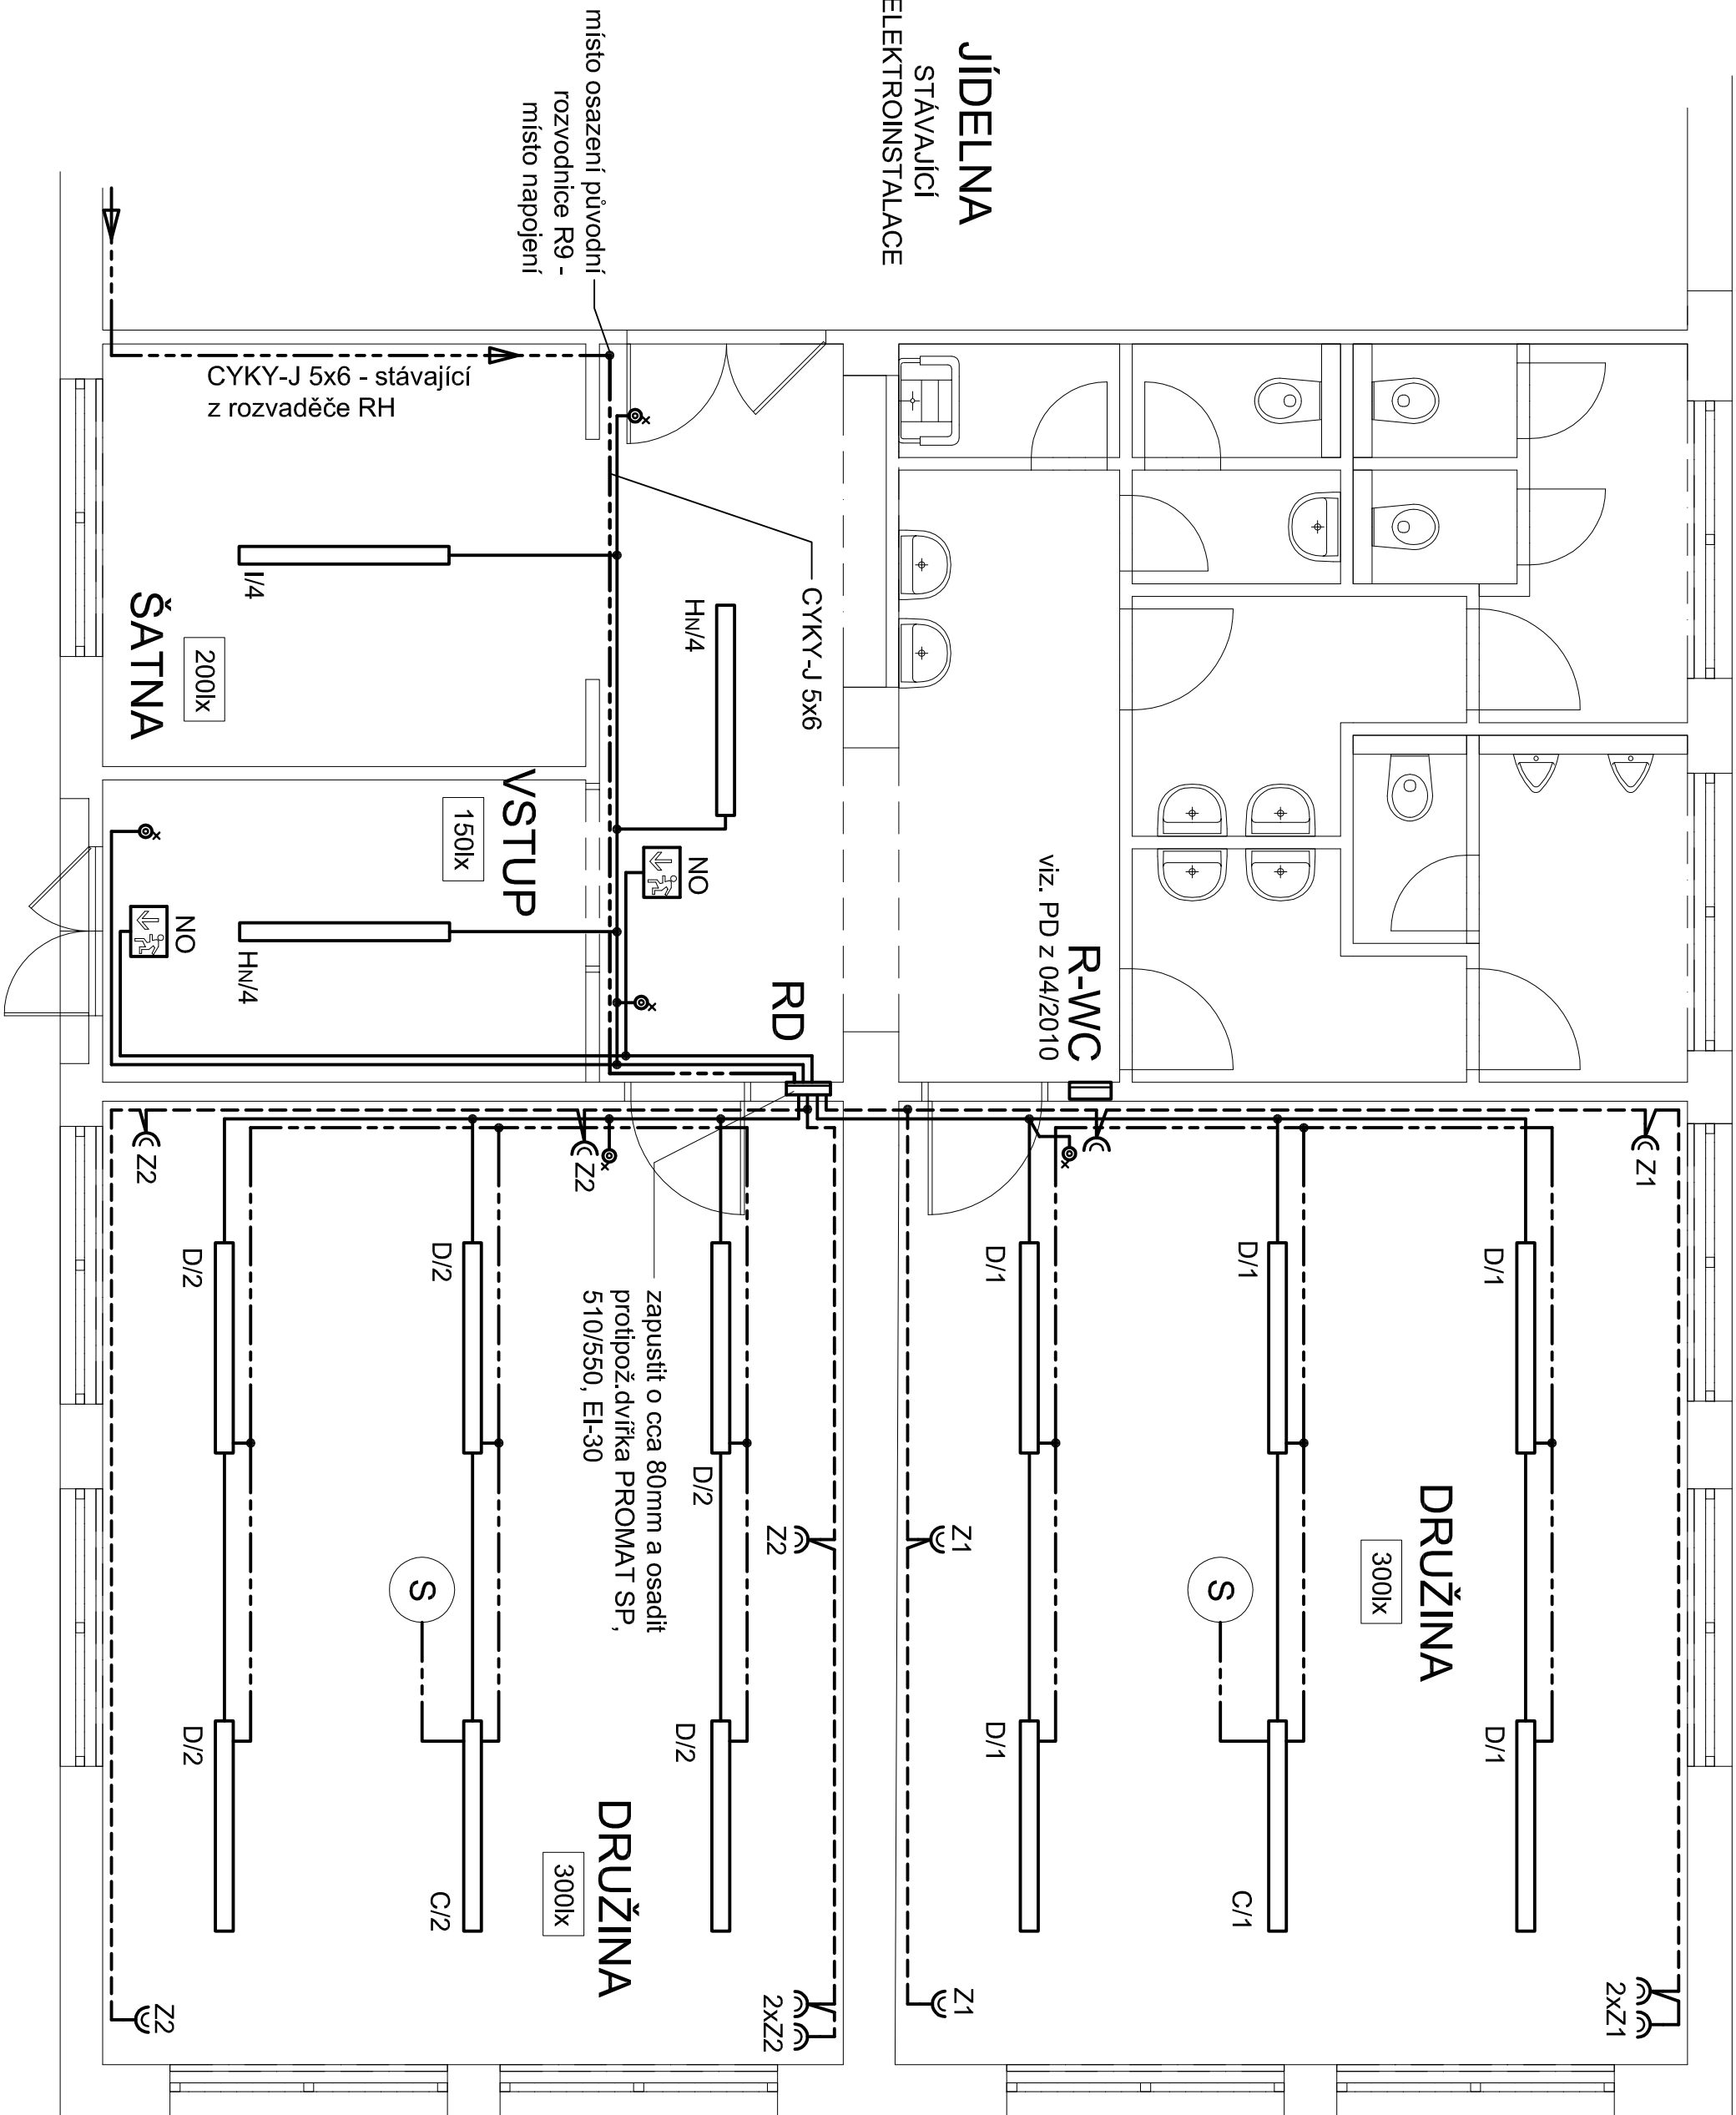 JÍDELNA
STÁVAJÍCÍ
ELEKTROINSTALACE
místo osazení původní
rozvodnice R9 -
místo napojení
CYKY-J 5x6 - stávající
z rozvaděče RH
CYKY-J 5x6
I/4
HN/4
200lx
ŠATNA
VSTUP
150lx
NO
NO
HN/4
RD
R-WC
viz. PD z 04/2010
Z1
Z2
Z2
D/1
D/1
D/1
D/2
D/2
D/2
zapustit o cca 80mm a osadit
protipož.dvířka PROMAT SP,
510/550, EI-30
DRUŽINA
300lx
Z1
Z2
S
S
D/1
D/1
C/1
D/2
D/2
C/2
DRUŽINA
300lx
2xZ1
Z1
2xZ2
Z2